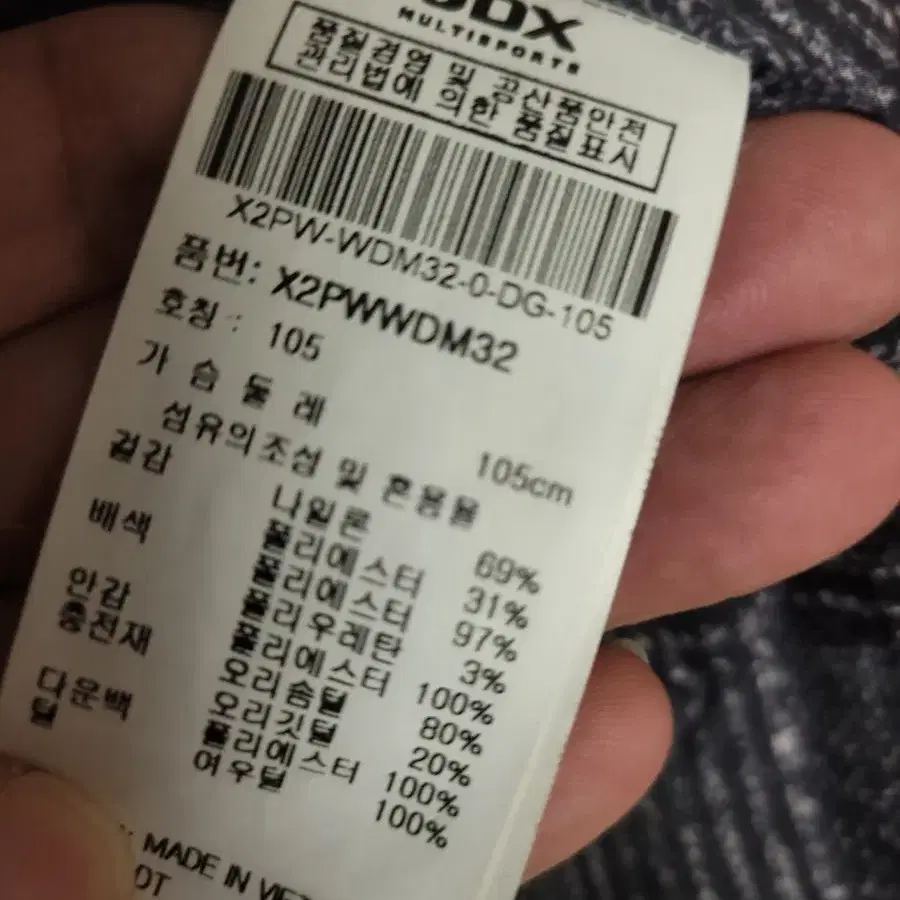 MULTISPORTS
품질경영 및 공산품안전
관리법에 의한 품질표시
X2PW-WDM32-0-DG-105
품번: X2PWWDM32
호칭 : 105
가 슴 둘 레 105cm
섬유의조성 및 혼용율
겉감 나일론 69%
폴리에스터 31%
배색 폴리에스터 97%
폴리우레탄 3%
안감 폴리에스터 100%
충전재 오리솜털 80%
오리깃털 20%
다운백 폴리에스터 100%
털 여우털 100%
MADE IN